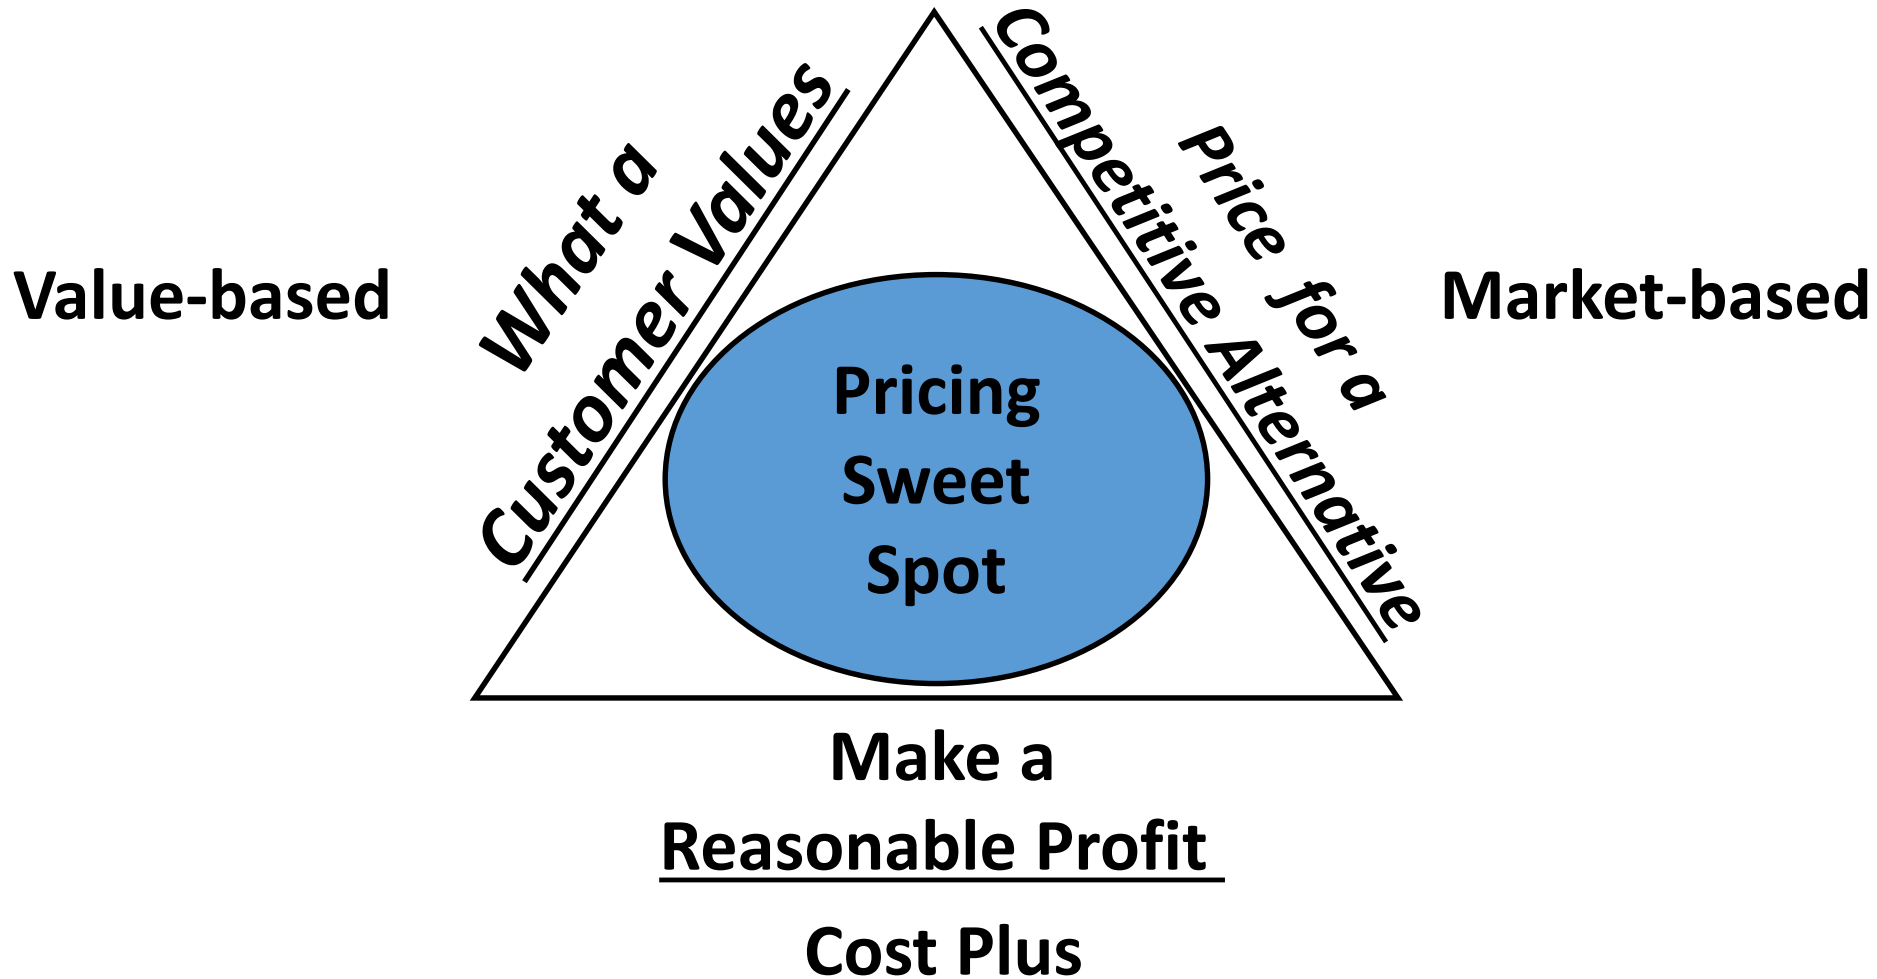 Value-based
What a
Customer Values
Price for a
Competitive Alternative
Market-based
Pricing
Sweet
Spot
Make a
Reasonable Profit
Cost Plus